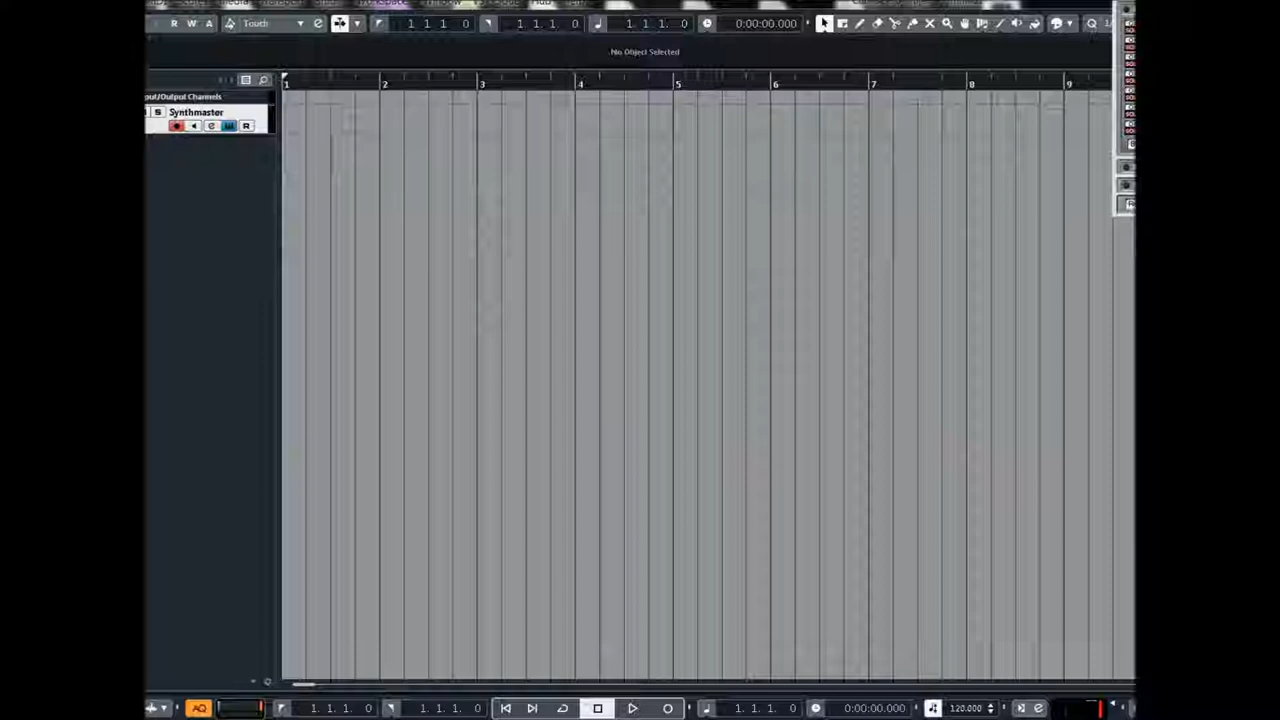 R W A Touch 1 1 1 0 1 1 1 0 1 1 1 0 0:00:00.000
No Object Selected
1 2 3 4 5 6 7 8 9
put/Output Channels
S Synthmaster
e R
AQ 1 1 1 0 1 1 1 0 1 1 1 0 0:00:00.000 120.000